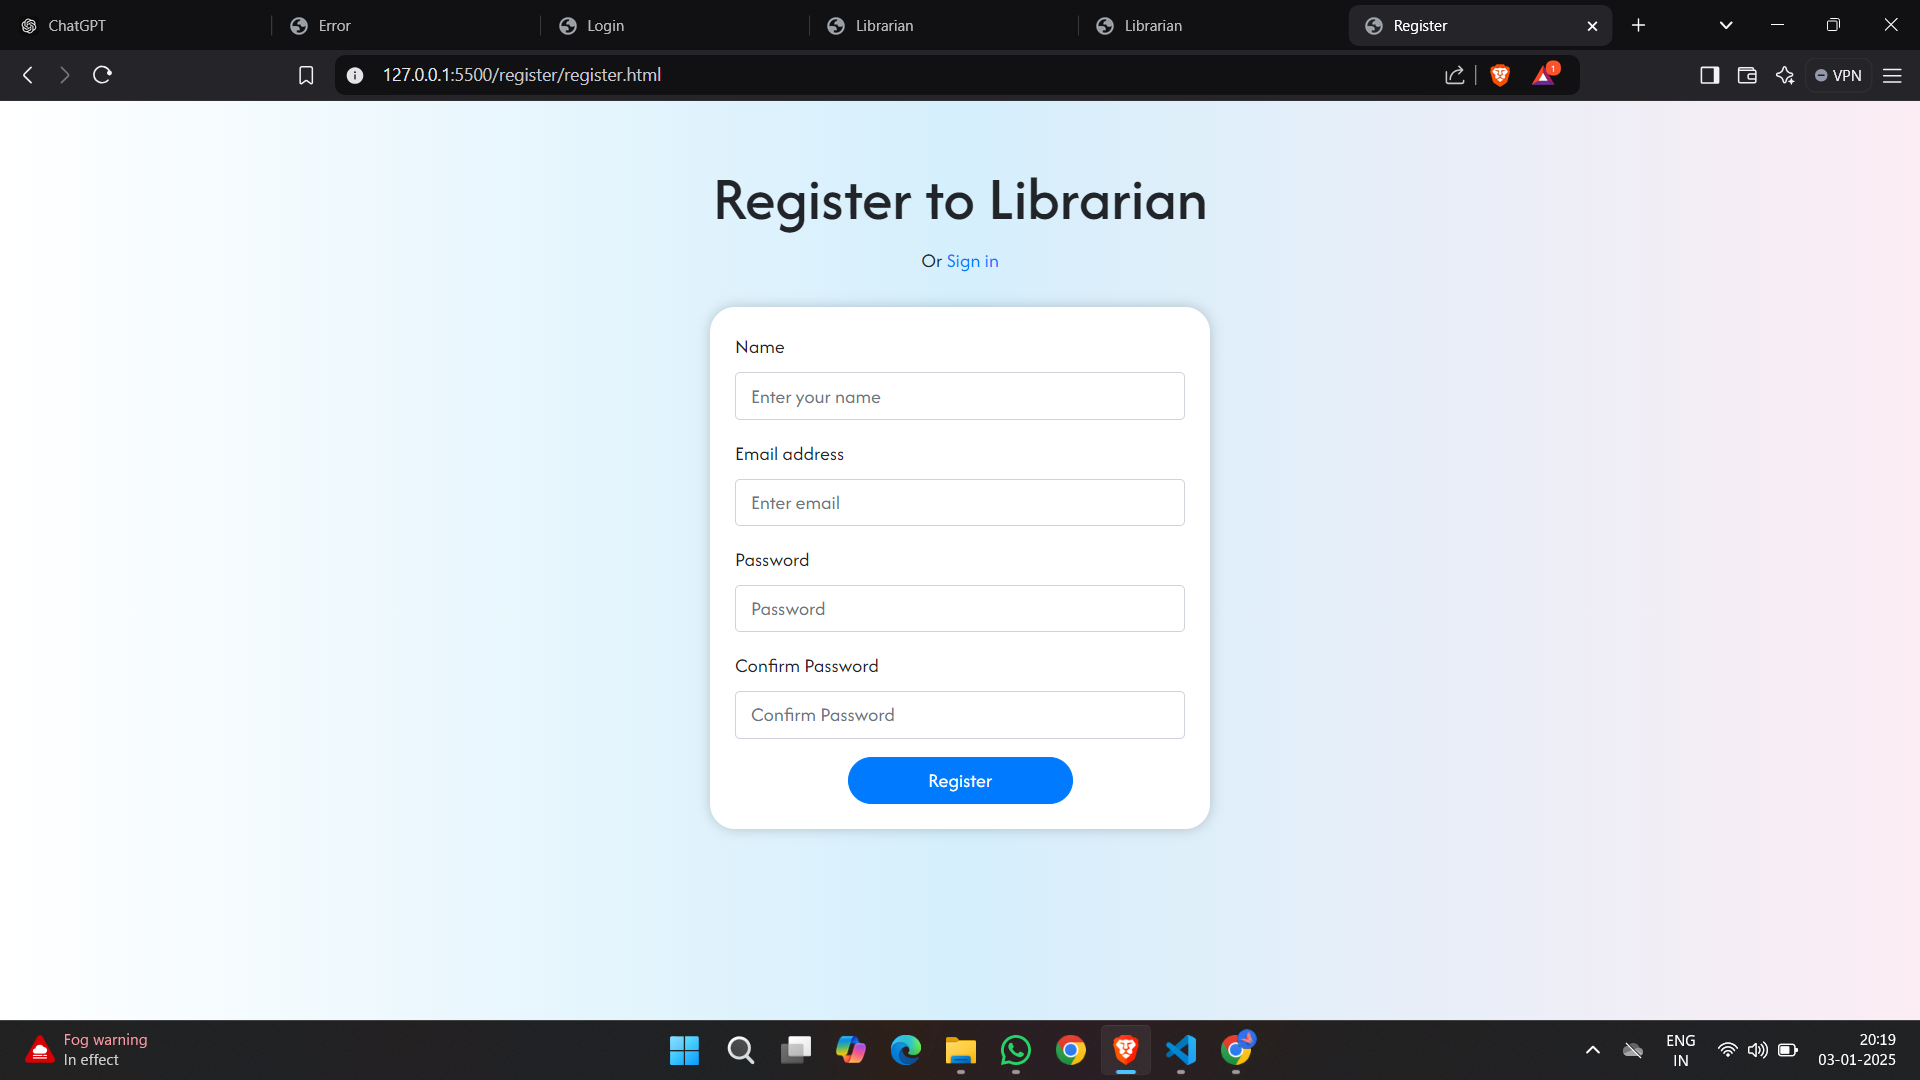 ChatGPT
Error
Login
Librarian
Librarian
Register
127.0.0.1:5500/register/register.html
1
VPN
Register to Librarian
Or Sign in
Name
Enter your name
Email address
Enter email
Password
Password
Confirm Password
Confirm Password
Register
Fog warning
In effect
ENG
IN
20:19
03-01-2025